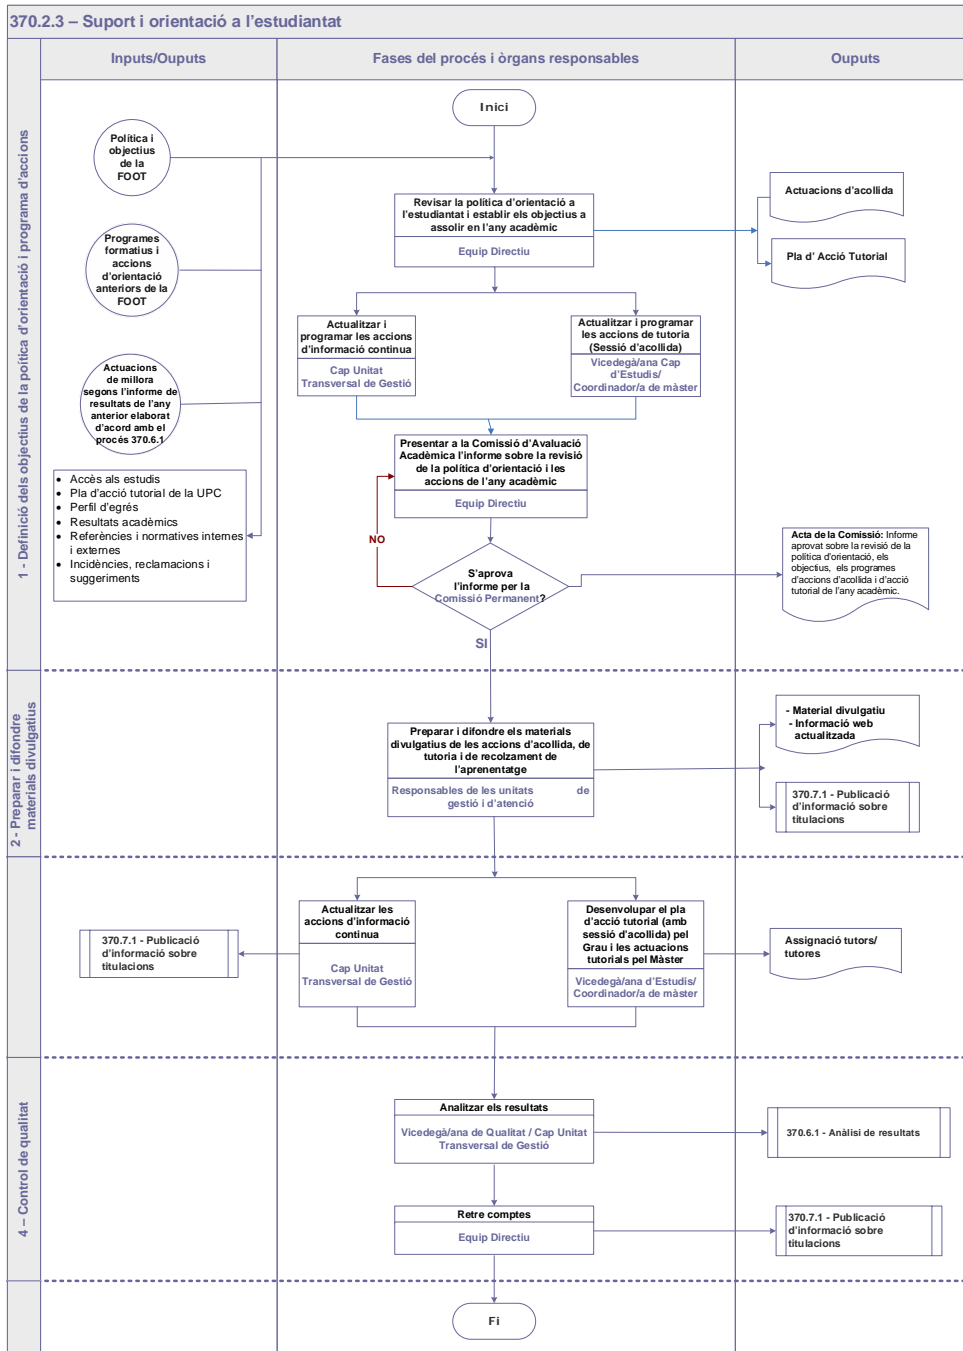 370.2.3 – Suport i orientació a l'estudiantat
Inputs/Ouputs
Fases del procés i òrgans responsables
Ouputs
1 - Definició dels objectius de la poítica d'orientació i programa d'accions
Inici
Política i
objectius
de la
FOOT
Revisar la política d'orientació a
l'estudiantat i establir els objectius a
assolir en l'any acadèmic
Equip Directiu
Actuacions d'acollida
Pla d' Acció Tutorial
Programes
formatius i
accions
d'orientació
anteriors de la
FOOT
Actualitzar i
programar les accions
d'informació contínua
Cap Unitat
Transversal de Gestió
Actualitzar i programar
les accions de tutoria
(Sessió d'acollida)
Vicedegà/ana Cap
d'Estudis/
Coordinador/a de màster
Actuacions
de millora
segons l'informe de
resultats de l'any
anterior elaborat
d'acord amb el
procés 370.6.1
Presentar a la Comissió d'Avaluació
Acadèmica l'informe sobre la revisió
de la política d'orientació i les
accions de l'any acadèmic
Equip Directiu
• Accès als estudis
• Pla d'acció tutorial de la UPC
• Perfil d'egrés
• Resultats acadèmics
• Referències i normatives internes
i externes
• Incidències, reclamacions i
suggeriments
NO
S'aprova
l'informe per la
Comissió Permanent?
SI
Acta de la Comissió: Informe
aprovat sobre la revisió de la
política d'orientació, els
objectius, els programes
d'accions d'acollida i d'acció
tutorial de l'any acadèmic.
2 - Preparar i difondre
materials divulgatius
Preparar i difondre els materials
divulgatius de les accions d'acollida, de
tutoria i de recolzament de
l'aprenentatge
Responsables de les unitats de
gestió i d'atenció
- Material divulgatiu
- Informació web
actualitzada
370.7.1 - Publicació
d'informació sobre
titulacions
Actualitzar les
accions d'informació
contínua
Cap Unitat
Transversal de Gestió
370.7.1 - Publicació
d'informació sobre
titulacions
Desenvolupar el pla
d'acció tutorial (amb
sessió d'acollida) pel
Grau i les actuacions
tutorials pel Màster
Vicedegà/ana d'Estudis/
Coordinador/a de màster
Assignació tutors/
tutores
4 – Control de qualitat
Analitzar els resultats
Vicedegà/ana de Qualitat / Cap Unitat
Transversal de Gestió
370.6.1 - Anàlisi de resultats
Retre comptes
Equip Directiu
370.7.1 - Publicació
d'informació sobre
titulacions
Fi